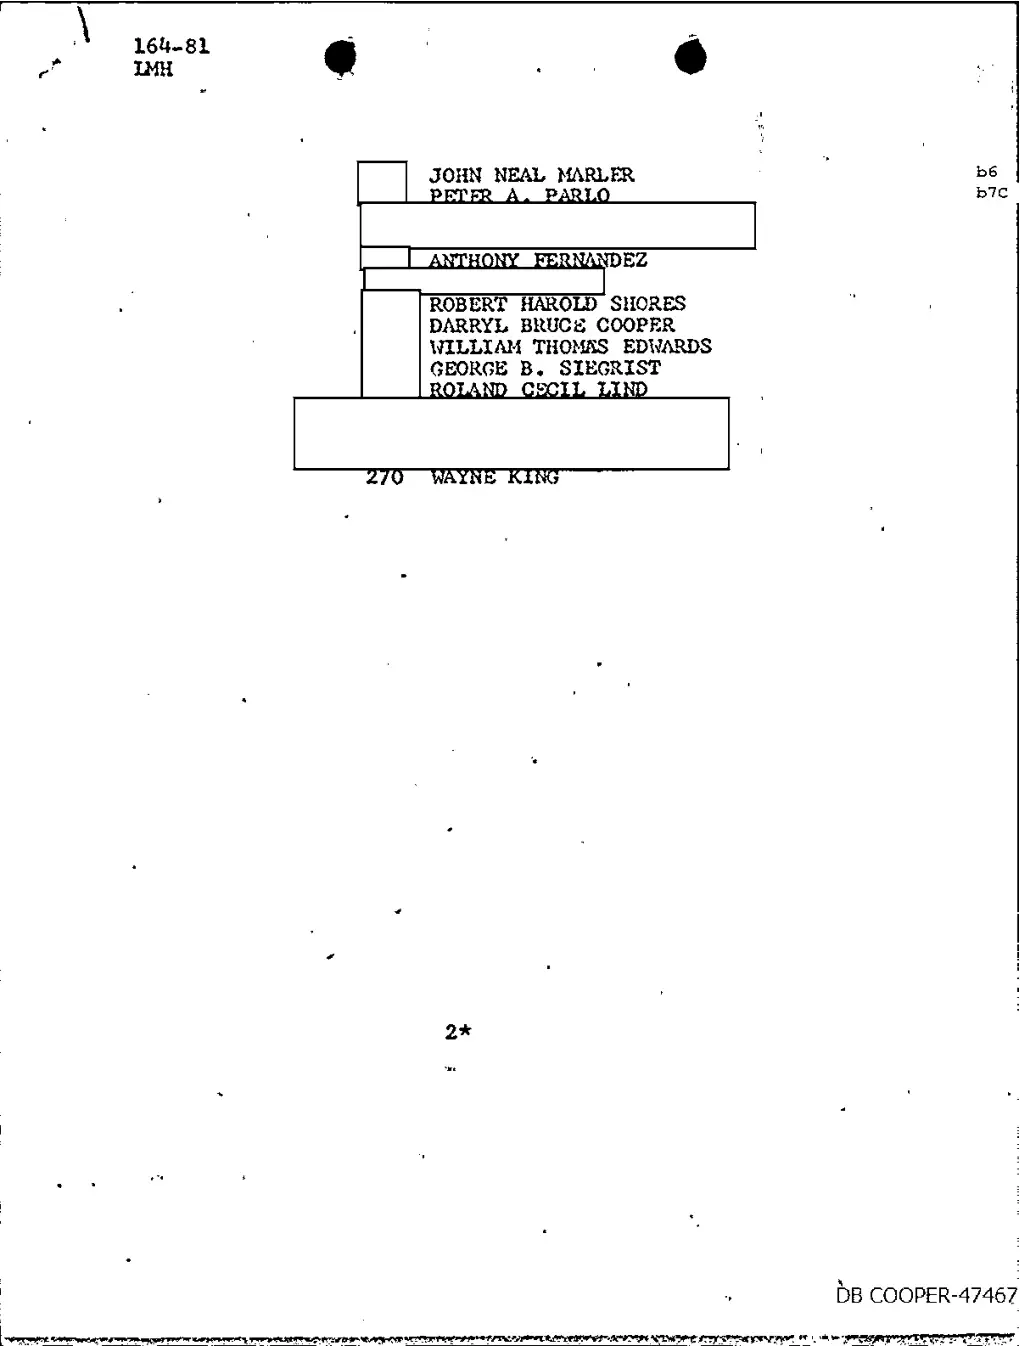 164-81
LMH
JOHN NEAL MARLER
b6
PETER A. PARLO
b7C
ANTHONY FERNANDEZ
ROBERT HAROLD SHORES
DARRYL BRUCE COOPER
WILLIAM THOMAS EDWARDS
GEORGE B. SIEGRIST
ROLAND CECIL LIND
270 WAYNE KING
2*
DB COOPER-47467